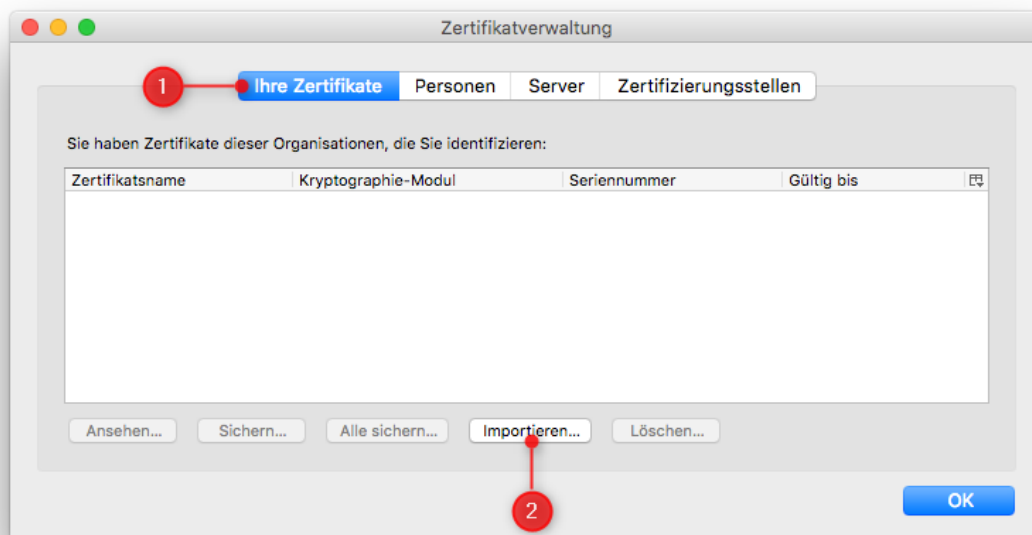 Zertifikatverwaltung
1
Ihre Zertifikate Personen Server Zertifizierungsstellen
Sie haben Zertifikate dieser Organisationen, die Sie identifizieren:
Zertifikatsname Kryptographie-Modul Seriennummer Gültig bis
Ansehen... Sichern... Alle sichern... Importieren... Löschen...
2
OK